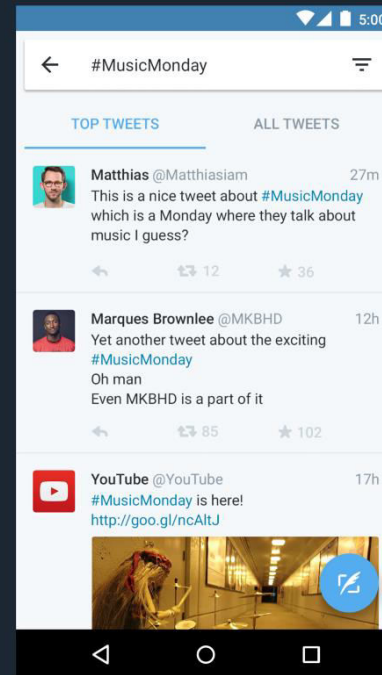 5:00
#MusicMonday
TOP TWEETS ALL TWEETS
Matthias @Matthiasiam 27m
This is a nice tweet about #MusicMonday
which is a Monday where they talk about
music I guess?
12 36
Marques Brownlee @MKBHD 12h
Yet another tweet about the exciting
#MusicMonday
Oh man
Even MKBHD is a part of it
85 102
YouTube @YouTube 17h
#MusicMonday is here!
http://goo.gl/ncAltJ